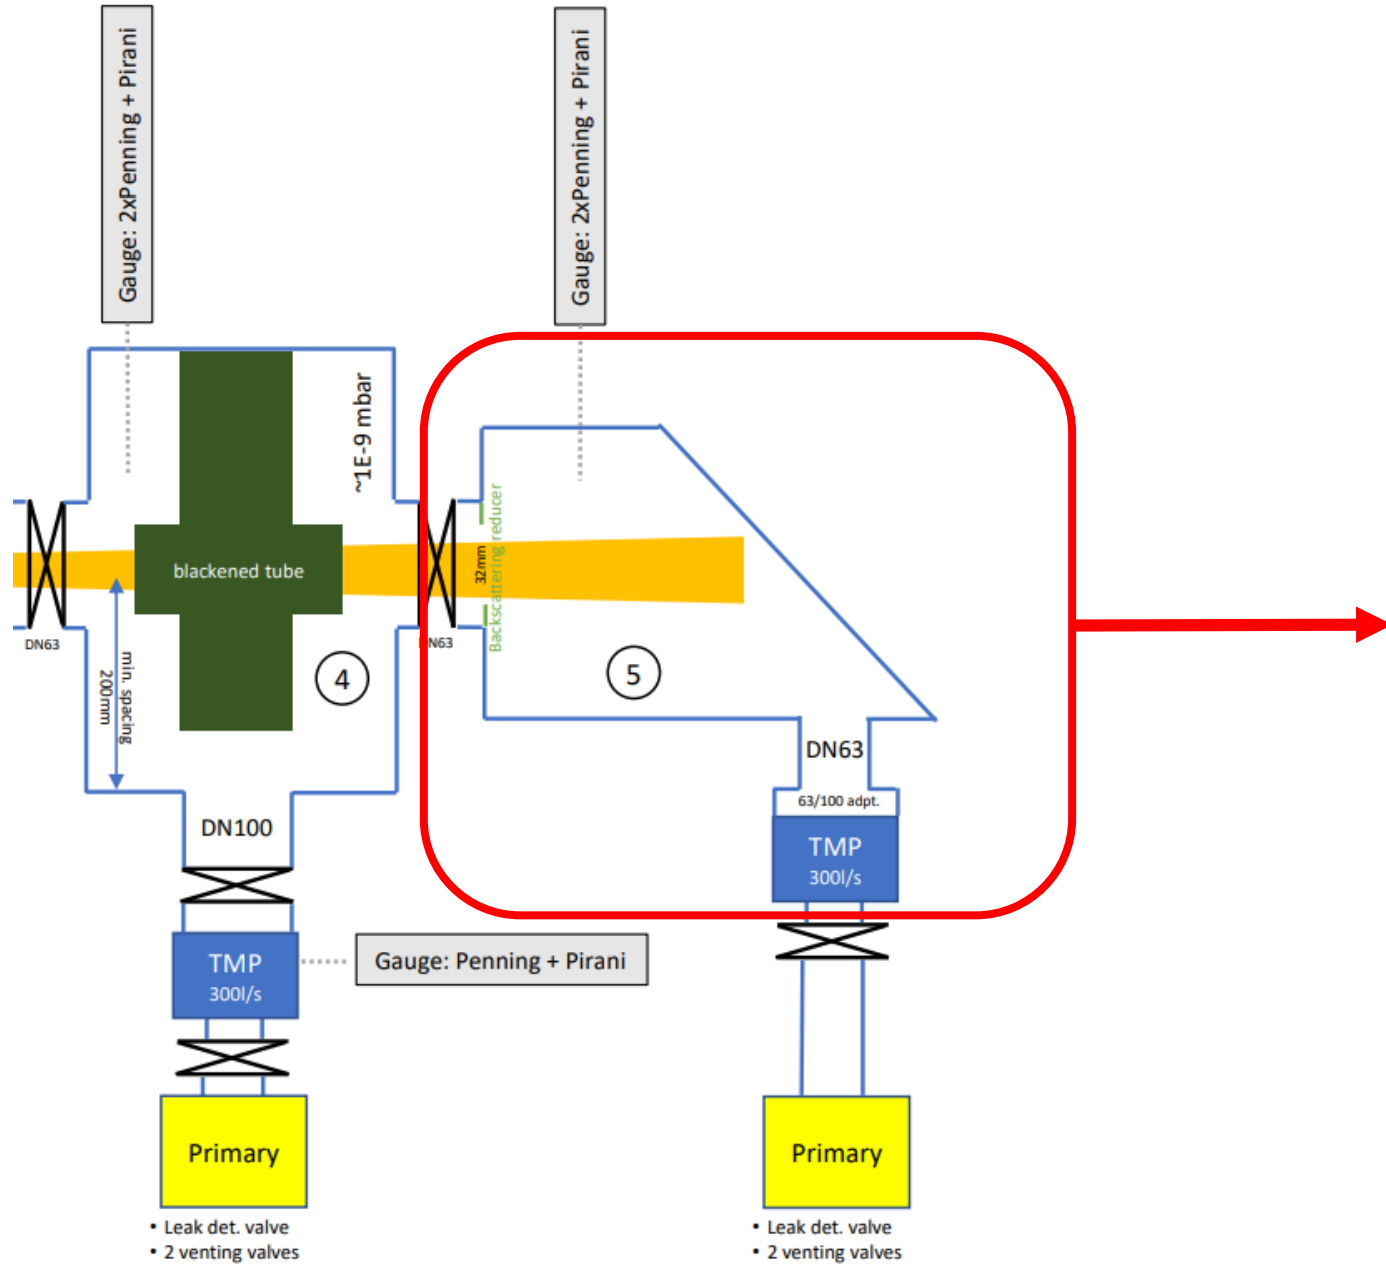 Gauge: 2xPenning + Pirani
Gauge: 2xPenning + Pirani
~1E-9 mbar
Backscattering reducer
32mm
blackened tube
DN63
DN63
min. spacing
200mm
4
5
DN63
63/100 adpt.
DN100
TMP
300l/s
TMP
300l/s
Gauge: Penning + Pirani
Primary
Primary
• Leak det. valve
• 2 venting valves
• Leak det. valve
• 2 venting valves